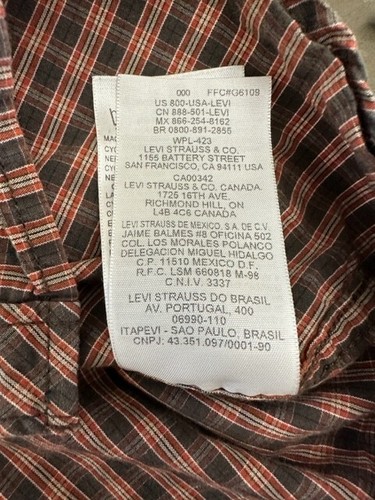 000 FFC#G6109
US 800-USA-LEVI
CN 888-501-LEVI
MX 866-254-8162
BR 0800-891-2855
WPL-423
LEVI STRAUSS & CO.
1155 BATTERY STREET
SAN FRANCISCO, CA 94111 USA
CA00342
LEVI STRAUSS & CO. CANADA
1725 16TH AVE.
RICHMOND HILL, ON
L4B 4C6 CANADA
LEVI STRAUSS DE MEXICO, S.A. DE C.V.
JAIME BALMES #8 OFICINA 502
COL. LOS MORALES POLANCO
DELEGACION MIGUEL HIDALGO
C.P. 11510 MEXICO D.F.
R.F.C. LSM 660818 M-98
C.N.I.V. 3337
LEVI STRAUSS DO BRASIL
AV. PORTUGAL, 400
06990-110
ITAPEVI - SAO PAULO, BRASIL
CNPJ: 43.351.097/0001-90